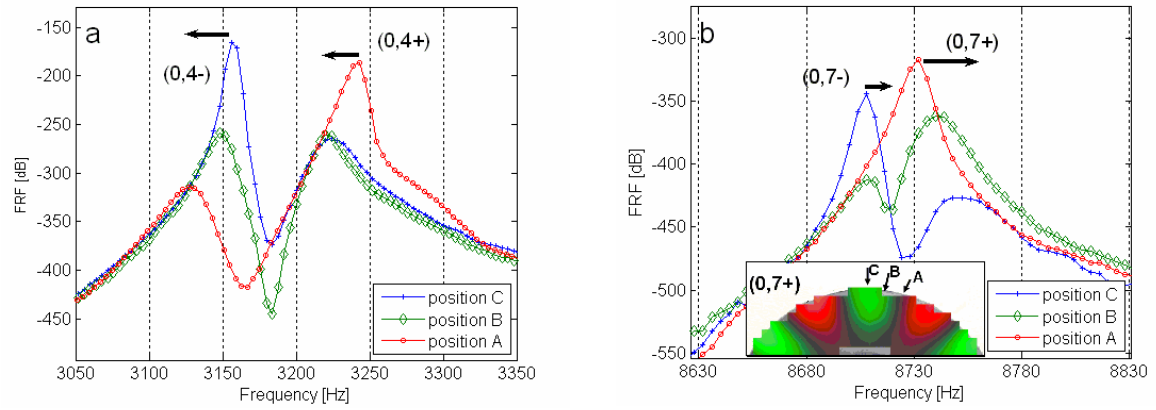 a
-150
-200
-250
-300
-350
-400
-450
FRF [dB]
(0,4-)
(0,4+)
position C
position B
position A
3050 3100 3150 3200 3250 3300 3350
Frequency [Hz]
b
-300
-350
-400
-450
-500
-550
FRF [dB]
(0,7-)
(0,7+)
(0,7+)
C
B
A
position C
position B
position A
8630 8680 8730 8780 8830
Frequency [Hz]